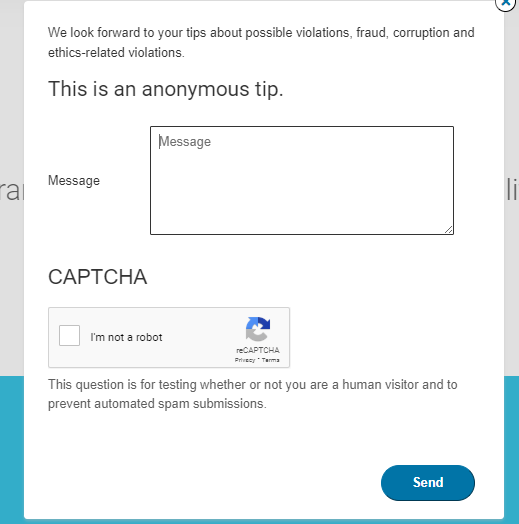 We look forward to your tips about possible violations, fraud, corruption and
ethics-related violations.
This is an anonymous tip.
Message
Message
CAPTCHA
I'm not a robot
reCAPTCHA
Privacy - Terms
This question is for testing whether or not you are a human visitor and to
prevent automated spam submissions.
Send